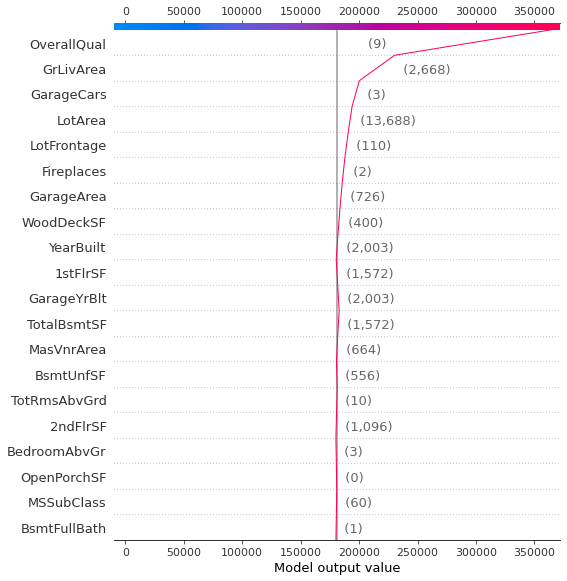 0 50000 100000 150000 200000 250000 300000 350000
OverallQual (9)
GrLivArea (2,668)
GarageCars (3)
LotArea (13,688)
LotFrontage (110)
Fireplaces (2)
GarageArea (726)
WoodDeckSF (400)
YearBuilt (2,003)
1stFlrSF (1,572)
GarageYrBlt (2,003)
TotalBsmtSF (1,572)
MasVnrArea (664)
BsmtUnfSF (556)
TotRmsAbvGrd (10)
2ndFlrSF (1,096)
BedroomAbvGr (3)
OpenPorchSF (0)
MSSubClass (60)
BsmtFullBath (1)
0 50000 100000 150000 200000 250000 300000 350000
Model output value